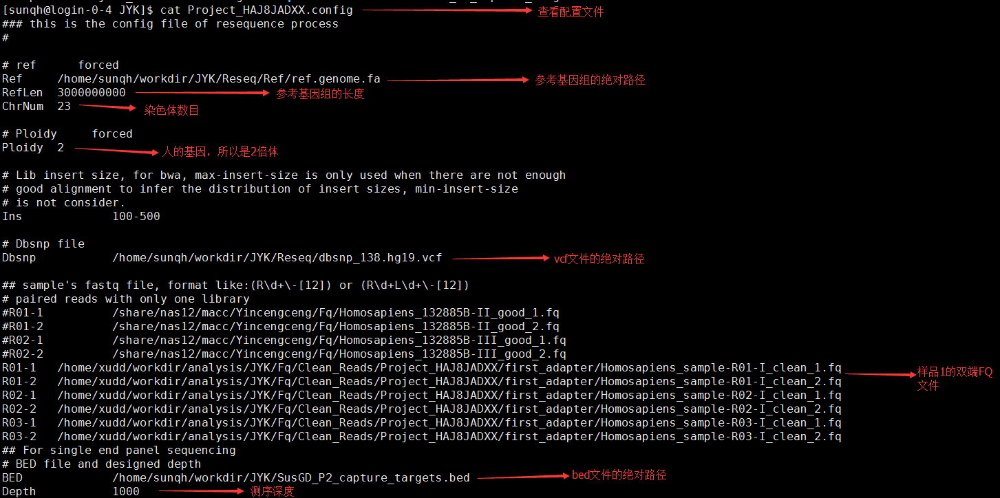 [sunqh@login-0-4 JYK]$ cat Project_HAJ8JADXX.config 查看配置文件
### this is the config file of resequence process
#
# ref forced
Ref /home/sunqh/workdir/JYK/Reseq/Ref/ref.genome.fa 参考基因组的绝对路径
RefLen 3000000000 参考基因组的长度
ChrNum 23 染色体数目
# Ploidy forced
Ploidy 2 人的基因，所以是2倍体
# Lib insert size, for bwa, max-insert-size is only used when there are not enough
# good alignment to infer the distribution of insert sizes, min-insert-size
# is not consider.
Ins 100-500
# Dbsnp file
Dbsnp /home/sunqh/workdir/JYK/Reseq/dbsnp_138.hg19.vcf vcf文件的绝对路径
## sample's fastq file, format like:(R\d+\-[12]) or (R\d+L\d+\-[12])
# paired reads with only one library
#R01-1 /share/nas12/macc/Yincengceng/Fq/Homosapiens_132885B-II_good_1.fq
#R01-2 /share/nas12/macc/Yincengceng/Fq/Homosapiens_132885B-II_good_2.fq
#R02-1 /share/nas12/macc/Yincengceng/Fq/Homosapiens_132885B-III_good_1.fq
#R02-2 /share/nas12/macc/Yincengceng/Fq/Homosapiens_132885B-III_good_2.fq
R01-1 /home/xudd/workdir/analysis/JYK/Fq/Clean_Reads/Project_HAJ8JADXX/first_adapter/Homosapiens_sample-R01-I_clean_1.fq 样品1的双端FQ
R01-2 /home/xudd/workdir/analysis/JYK/Fq/Clean_Reads/Project_HAJ8JADXX/first_adapter/Homosapiens_sample-R01-I_clean_2.fq 文件
R02-1 /home/xudd/workdir/analysis/JYK/Fq/Clean_Reads/Project_HAJ8JADXX/first_adapter/Homosapiens_sample-R02-I_clean_1.fq
R02-2 /home/xudd/workdir/analysis/JYK/Fq/Clean_Reads/Project_HAJ8JADXX/first_adapter/Homosapiens_sample-R02-I_clean_2.fq
R03-1 /home/xudd/workdir/analysis/JYK/Fq/Clean_Reads/Project_HAJ8JADXX/first_adapter/Homosapiens_sample-R03-I_clean_1.fq
R03-2 /home/xudd/workdir/analysis/JYK/Fq/Clean_Reads/Project_HAJ8JADXX/first_adapter/Homosapiens_sample-R03-I_clean_2.fq
## For single end panel sequencing
# BED file and designed depth
BED /home/sunqh/workdir/JYK/SusGD_P2_capture_targets.bed bed文件的绝对路径
Depth 1000 测序深度